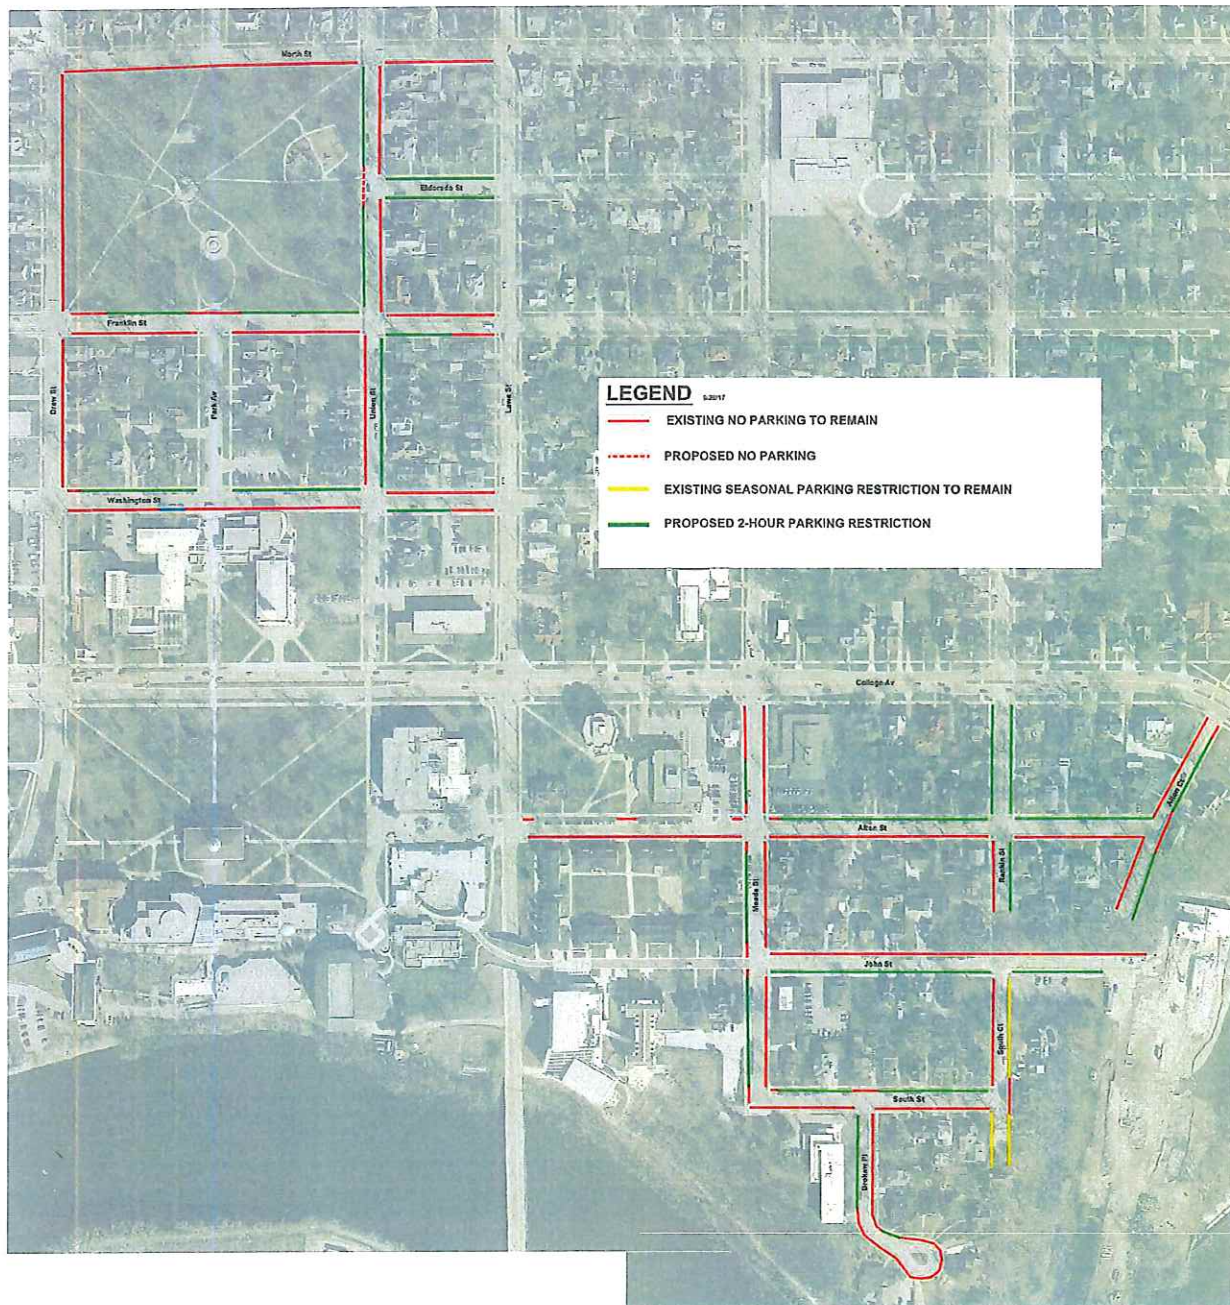 North St
Eldorado St
Franklin St
Drew St
Park Av
Union St
Lawe St
LEGEND
EXISTING NO PARKING TO REMAIN
PROPOSED NO PARKING
EXISTING SEASONAL PARKING RESTRICTION TO REMAIN
PROPOSED 2-HOUR PARKING RESTRICTION
Washington St
College Av
Alton Ct
Alton St
Rankin St
Meade St
John St
South Ct
South St
Brokaw Pl